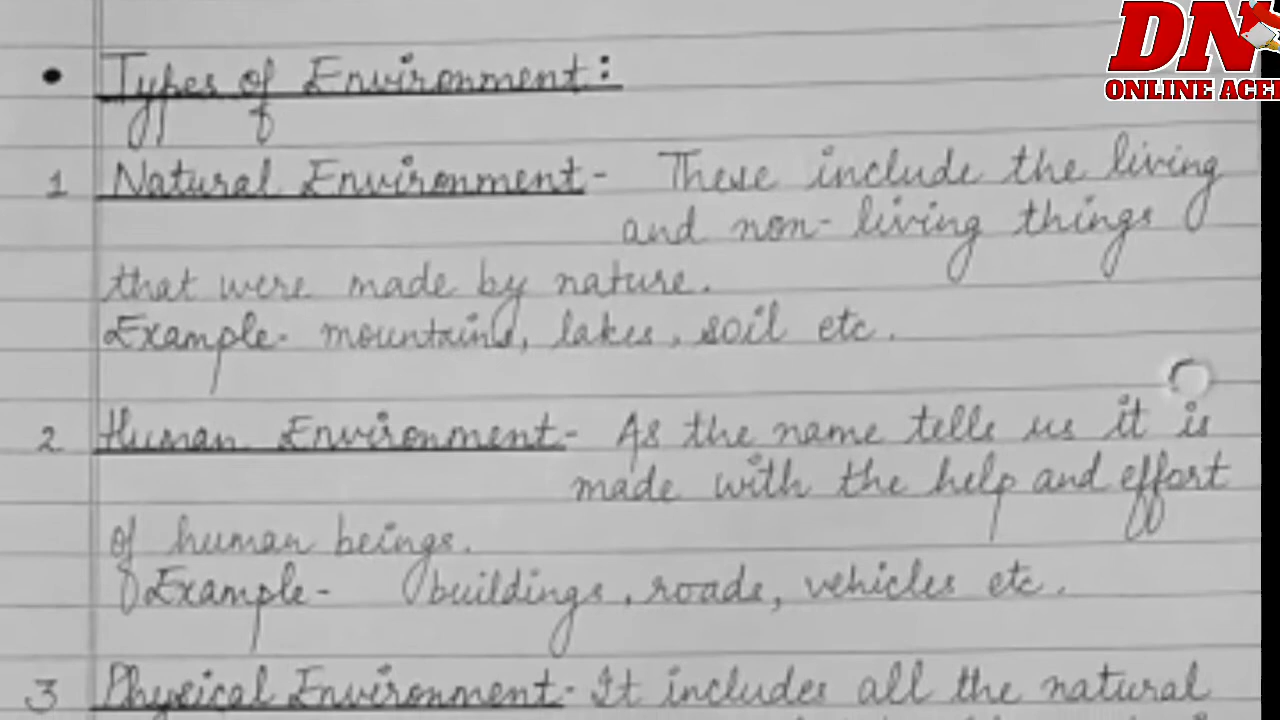 DN
ONLINE ACE
• Types of Environment:
1 Natural Environment- These include the living
and non-living things
that were made by nature.
Example- mountains, lakes, soil etc.
2 Human Environment- As the name tells us it is
made with the help and effort
of human beings.
Example- buildings, roads, vehicles etc.
3 Physical Environment- It includes all the natural